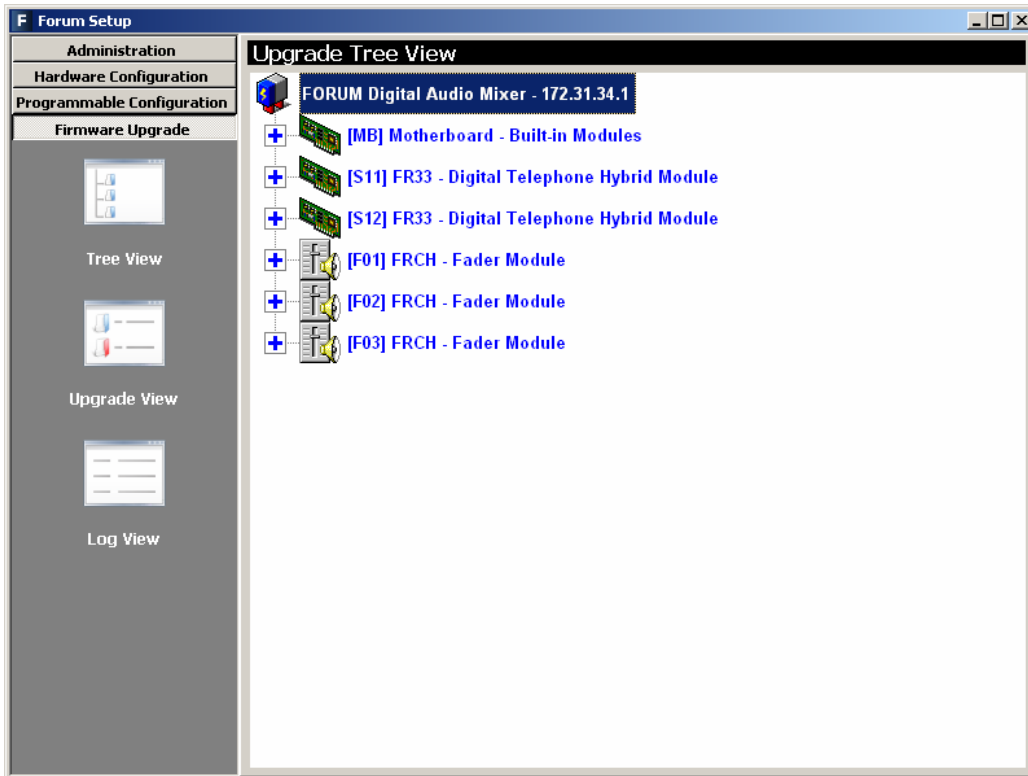 F Forum Setup
Administration
Hardware Configuration
Programmable Configuration
Firmware Upgrade
Tree View
Upgrade View
Log View
Upgrade Tree View
FORUM Digital Audio Mixer - 172.31.34.1
[MB] Motherboard - Built-in Modules
[S11] FR33 - Digital Telephone Hybrid Module
[S12] FR33 - Digital Telephone Hybrid Module
[F01] FRCH - Fader Module
[F02] FRCH - Fader Module
[F03] FRCH - Fader Module